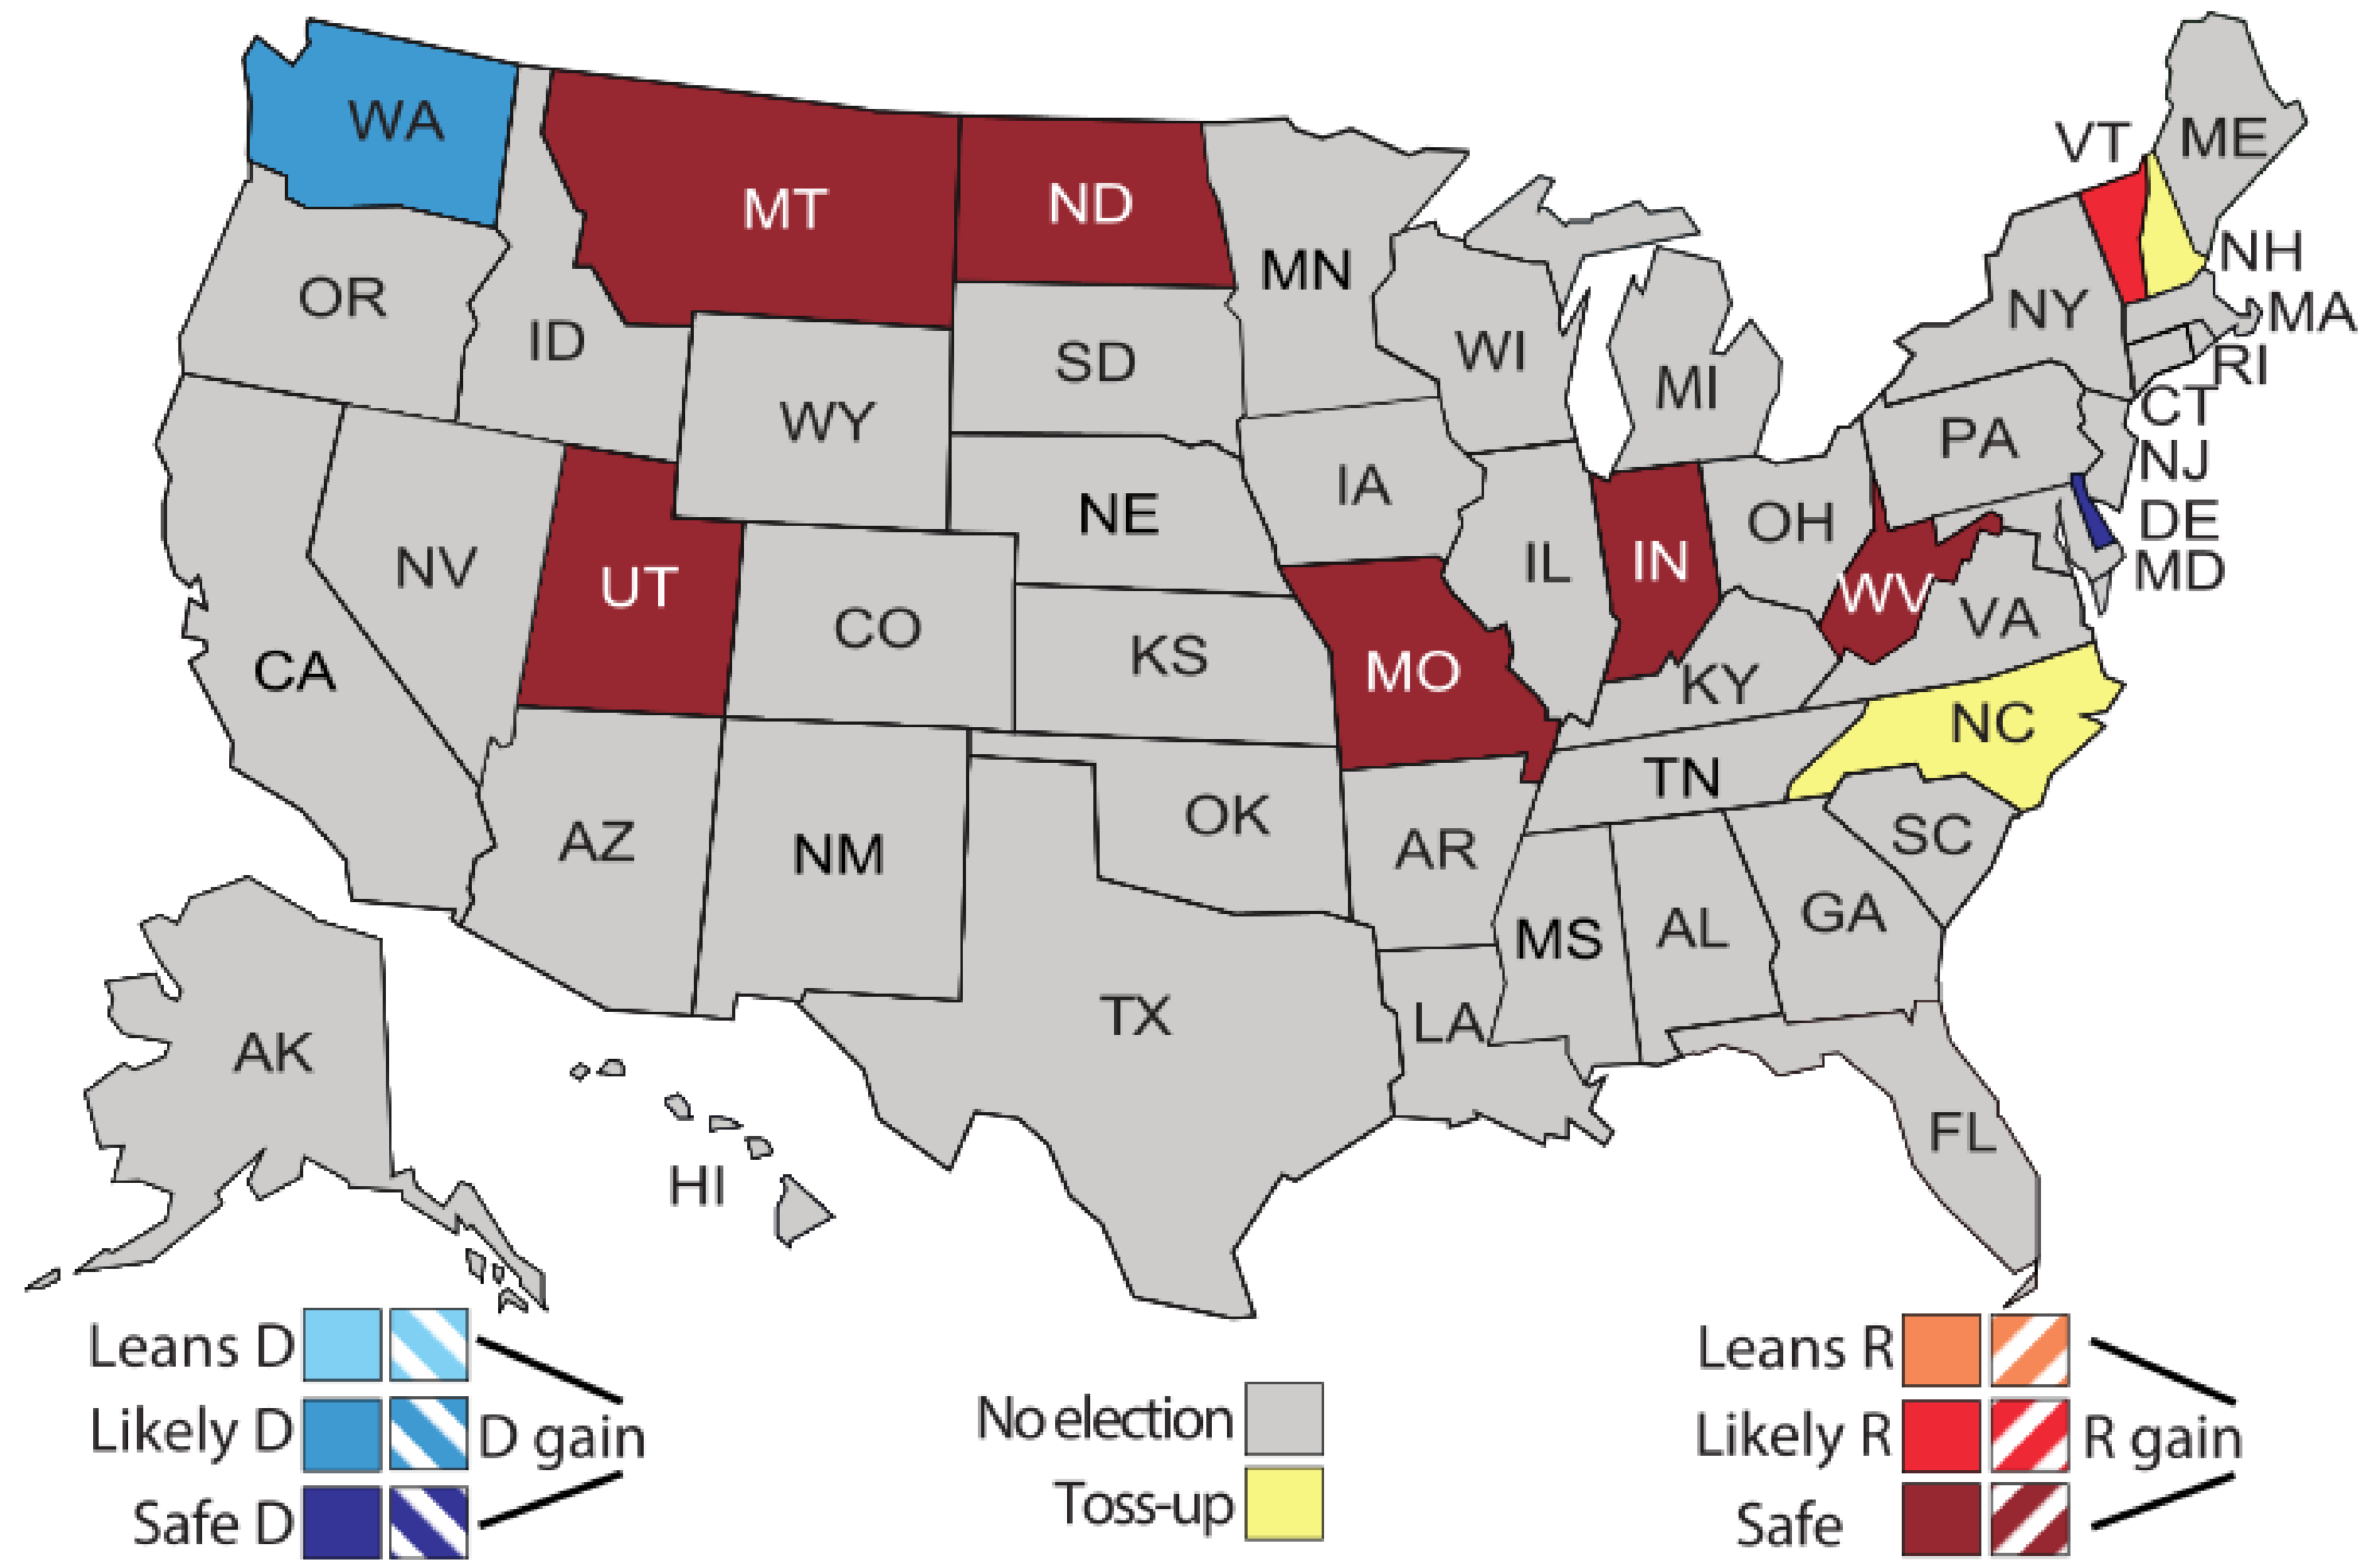 WA
MT
ND
MN
VT
ME
OR
ID
SD
WI
MI
NY
NH
MA
RI
CT
WY
NE
IA
PA
NJ
NV
UT
CO
KS
IL
IN
OH
DE
MD
WV
VA
CA
MO
KY
NC
AZ
NM
OK
AR
TN
SC
MS
AL
GA
TX
LA
AK
HI
FL
Leans D
Likely D
D gain
Safe D
No election
Toss-up
Leans R
Likely R
R gain
Safe